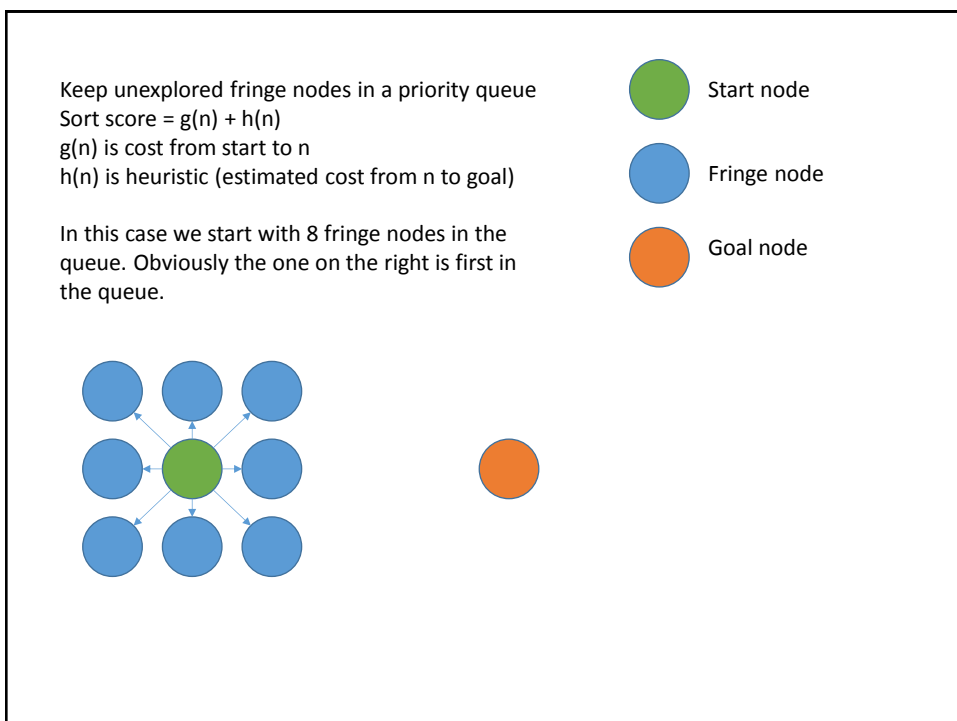 Keep unexplored fringe nodes in a priority queue
Sort score = g(n) + h(n)
g(n) is cost from start to n
h(n) is heuristic (estimated cost from n to goal)
In this case we start with 8 fringe nodes in the
queue. Obviously the one on the right is first in
the queue.
Start node
Fringe node
Goal node